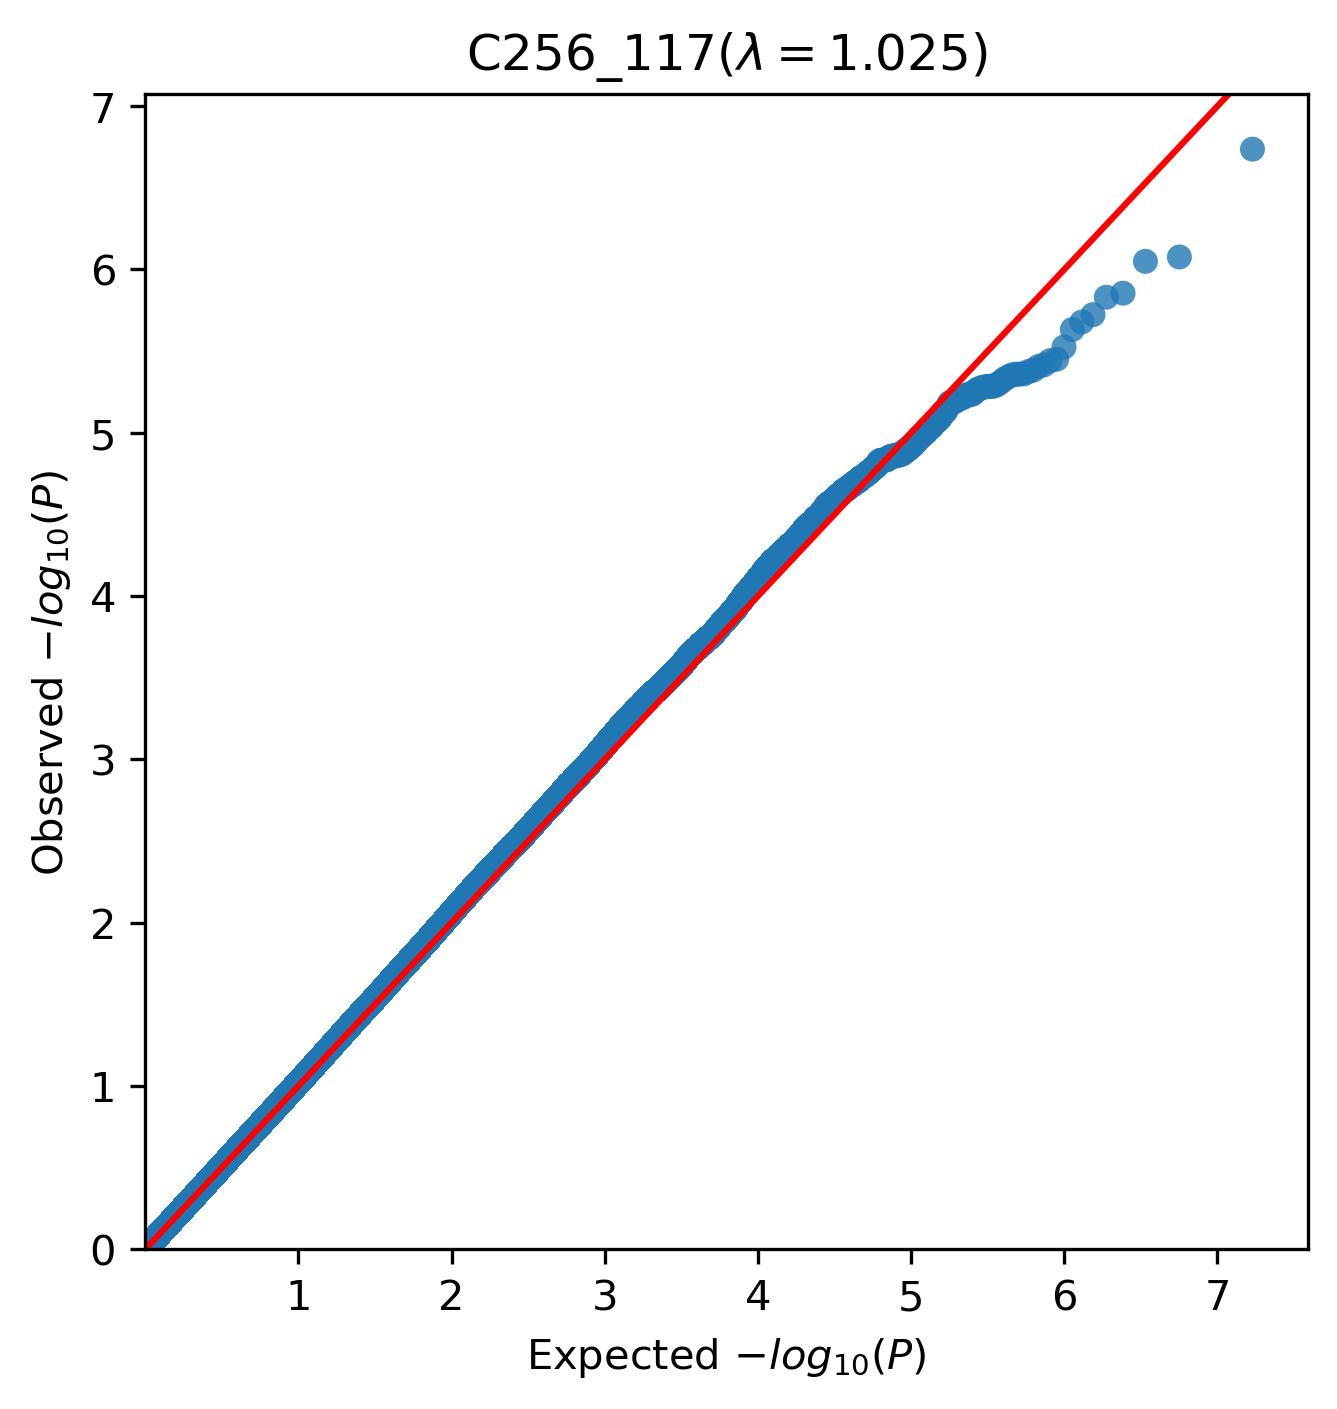 C256_117(λ = 1.025)
7
6
5
4
3
2
1
0
Observed −log₁₀(P)
1 2 3 4 5 6 7
Expected −log₁₀(P)